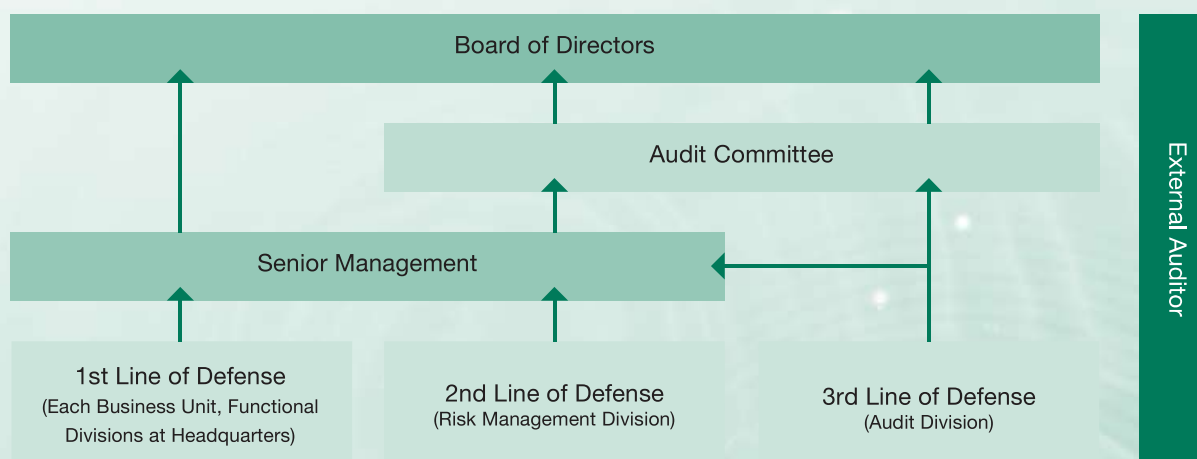 Board of Directors
Audit Committee
Senior Management
1st Line of Defense
(Each Business Unit, Functional
Divisions at Headquarters)
2nd Line of Defense
(Risk Management Division)
3rd Line of Defense
(Audit Division)
External Auditor